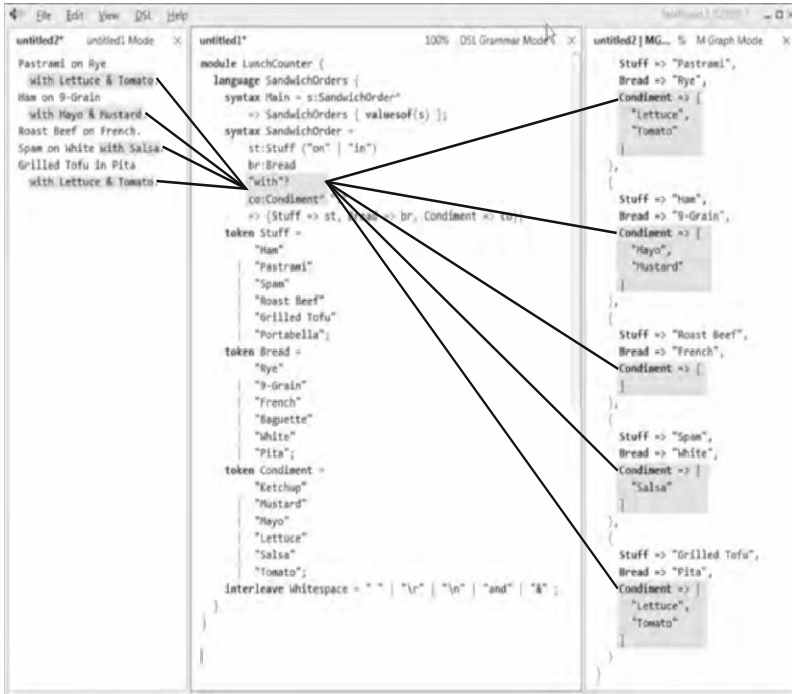 File Edit View DSL Help
untitled2* untitled1 Mode ×
Pastrami on Rye
with Lettuce & Tomato.
Ham on 9-Grain
with Mayo & Mustard.
Roast Beef on French.
Spam on White with Salsa.
Grilled Tofu in Pita
with Lettuce & Tomato.
untitled1* 100% DSL Grammar Mode ×
module LunchCounter {
language SandwichOrders {
syntax Main = s:SandwichOrder*
=> SandwichOrders { valuesof(s) };
syntax SandwichOrder =
st:Stuff ("on" | "in")
br:Bread
"with"?
co:Condiment*
=> {Stuff => st, Bread => br, Condiment => co}
token Stuff =
"Ham"
| "Pastrami"
| "Spam"
| "Roast Beef"
| "Grilled Tofu"
| "Portabella";
token Bread =
"Rye"
| "9-Grain"
| "French"
| "Baguette"
| "White"
| "Pita";
token Condiment =
"Ketchup"
| "Mustard"
| "Mayo"
| "Lettuce"
| "Salsa"
| "Tomato";
interleave Whitespace = " " | "\r" | "\n" | "and" | "&" ;
}
}
untitled2 | MG... % M Graph Mode ×
Stuff => "Pastrami",
Bread => "Rye",
Condiment => [
"Lettuce",
"Tomato"
]
},
{
Stuff => "Ham",
Bread => "9-Grain",
Condiment => [
"Mayo",
"Mustard"
]
},
{
Stuff => "Roast Beef",
Bread => "French",
Condiment => [
]
},
{
Stuff => "Spam",
Bread => "White",
Condiment => [
"Salsa"
]
},
{
Stuff => "Grilled Tofu",
Bread => "Pita",
Condiment => [
"Lettuce",
"Tomato"
]
}
}